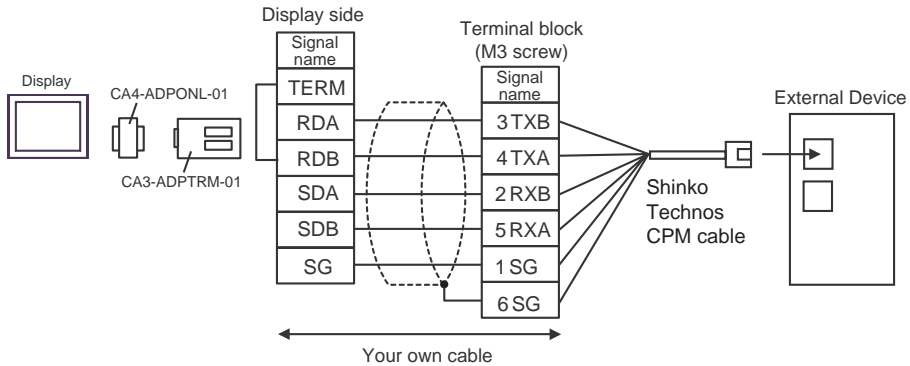 Display side
Signal
name
TERM
RDA
RDB
SDA
SDB
SG
Terminal block
(M3 screw)
Signal
name
3 TXB
4 TXA
2 RXB
5 RXA
1 SG
6 SG
Display
CA4-ADPONL-01
CA3-ADPTRM-01
External Device
Shinko
Technos
CPM cable
Your own cable